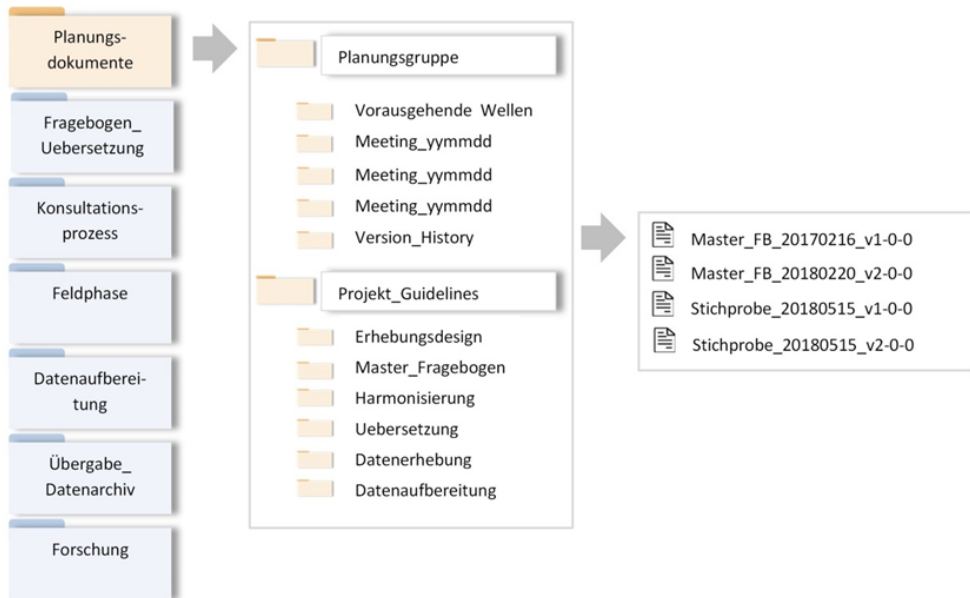 Planungs-
dokumente
Fragebogen_
Uebersetzung
Konsultations-
prozess
Feldphase
Datenaufberei-
tung
Übergabe_
Datenarchiv
Forschung
Planungsgruppe
Vorausgehende Wellen
Meeting_yymmdd
Meeting_yymmdd
Meeting_yymmdd
Version_History
Projekt_Guidelines
Erhebungsdesign
Master_Fragebogen
Harmonisierung
Uebersetzung
Datenerhebung
Datenaufbereitung
Master_FB_20170216_v1-0-0
Master_FB_20180220_v2-0-0
Stichprobe_20180515_v1-0-0
Stichprobe_20180515_v2-0-0